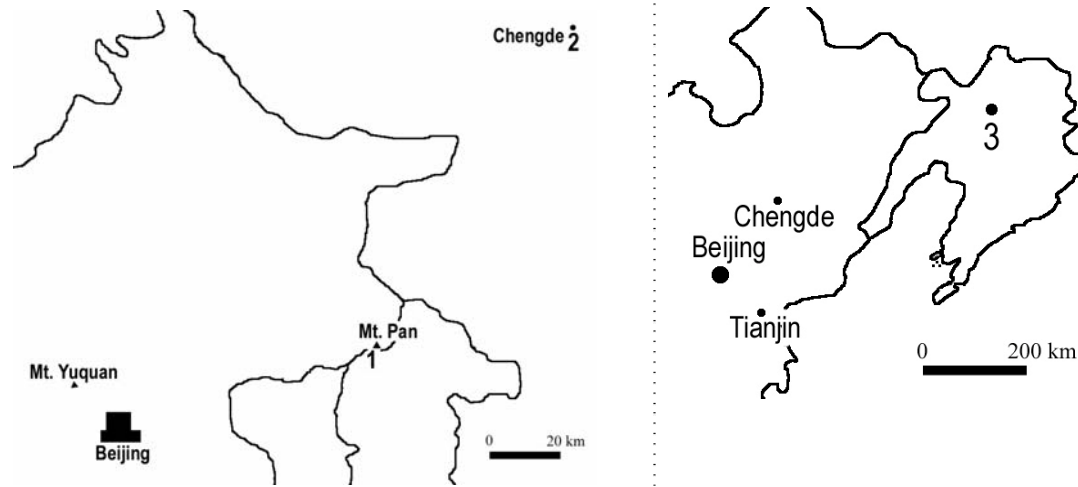 Chengde
2
Mt. Pan
1
Mt. Yuquan
Beijing
0 20 km
3
Chengde
Beijing
Tianjin
0 200 km